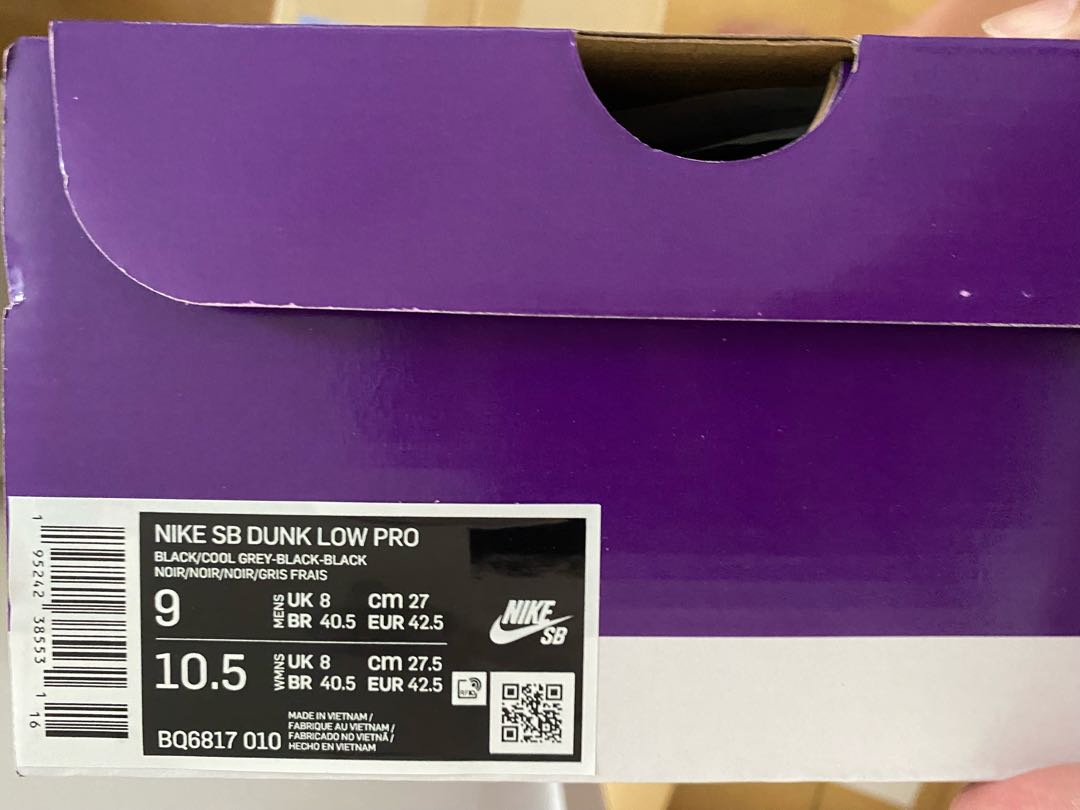 NIKE SB DUNK LOW PRO
BLACK/COOL GREY-BLACK-BLACK
NOIR/NOIR/NOIR/GRIS FRAIS
9 MENS UK 8 cm 27
BR 40.5 EUR 42.5
10.5 WMNS UK 8 cm 27.5
BR 40.5 EUR 42.5
NIKE
SB
RFID
BQ6817 010
MADE IN VIETNAM /
FABRIQUE AU VIETNAM /
FABRICADO NO VIETNÃ /
HECHO EN VIETNAM
1 95242 38553 1 16